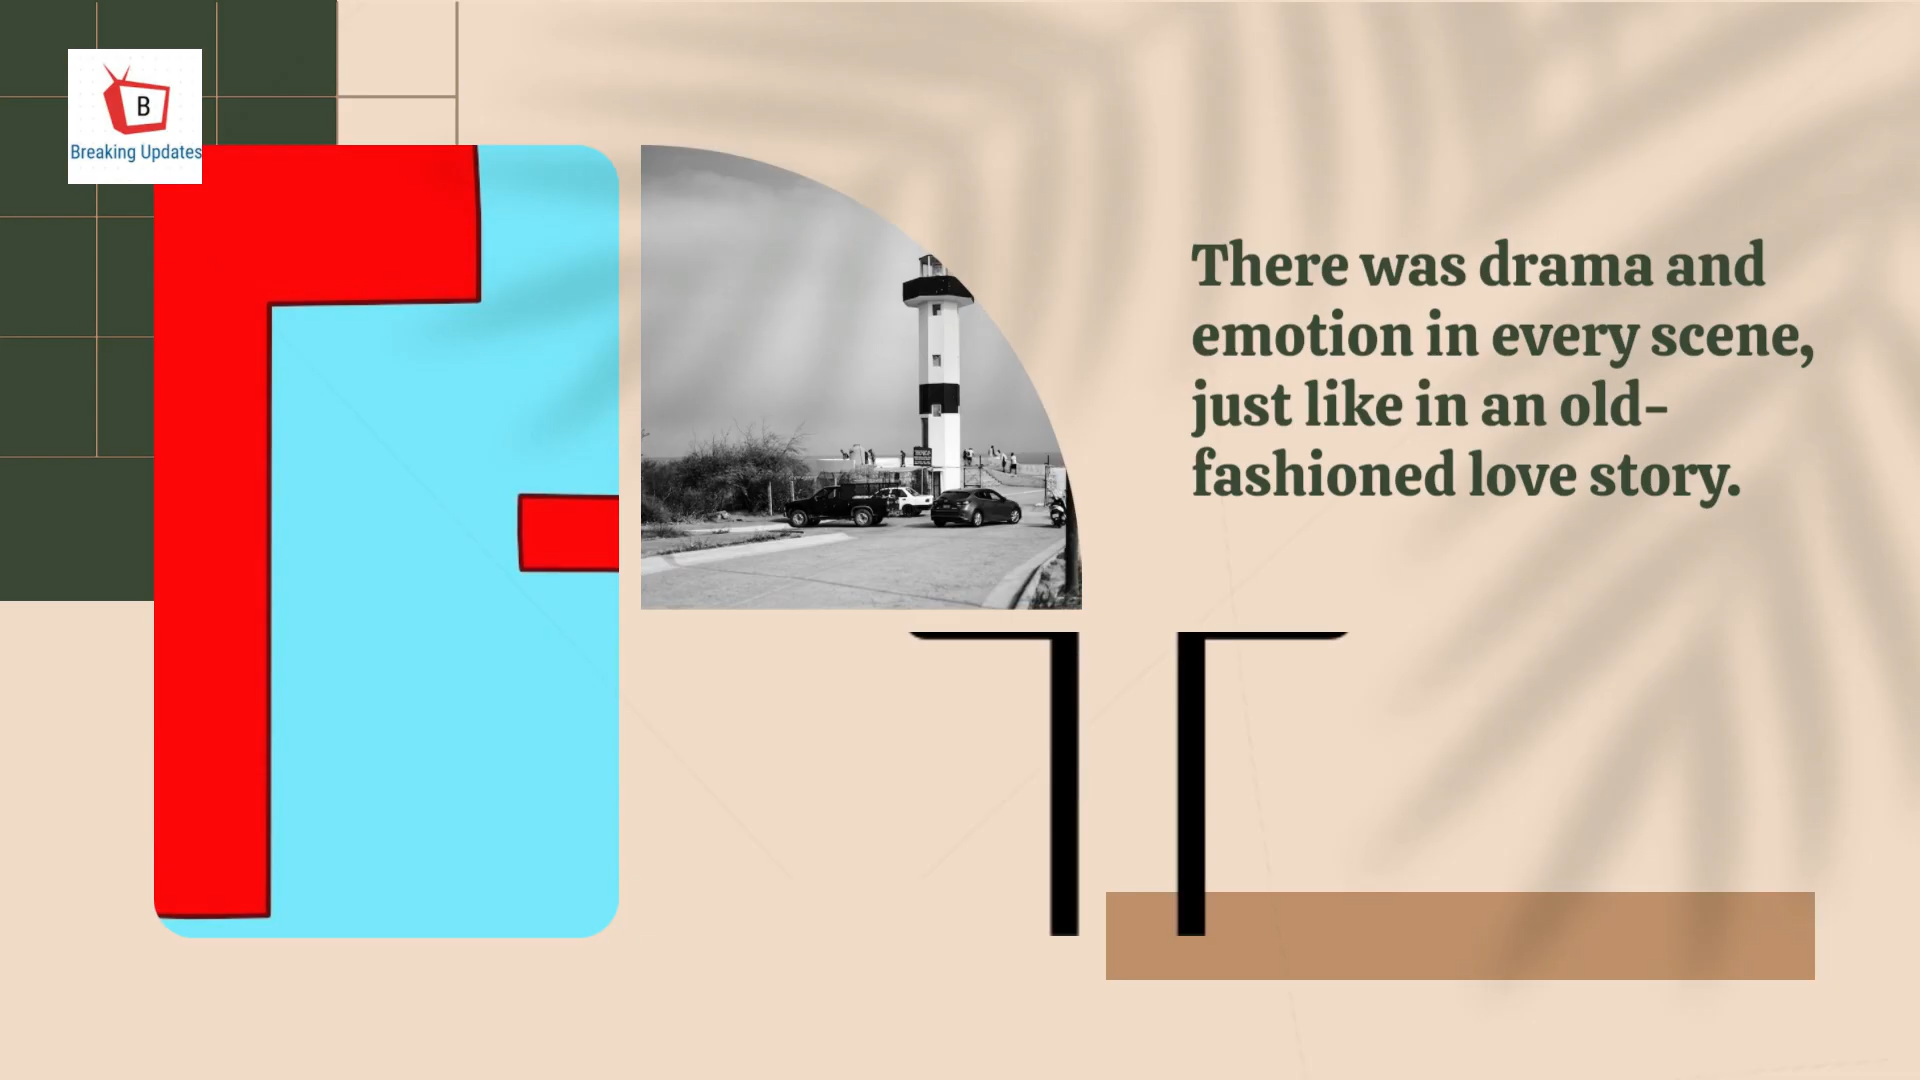 B
Breaking Updates
There was drama and
emotion in every scene,
just like in an old-
fashioned love story.